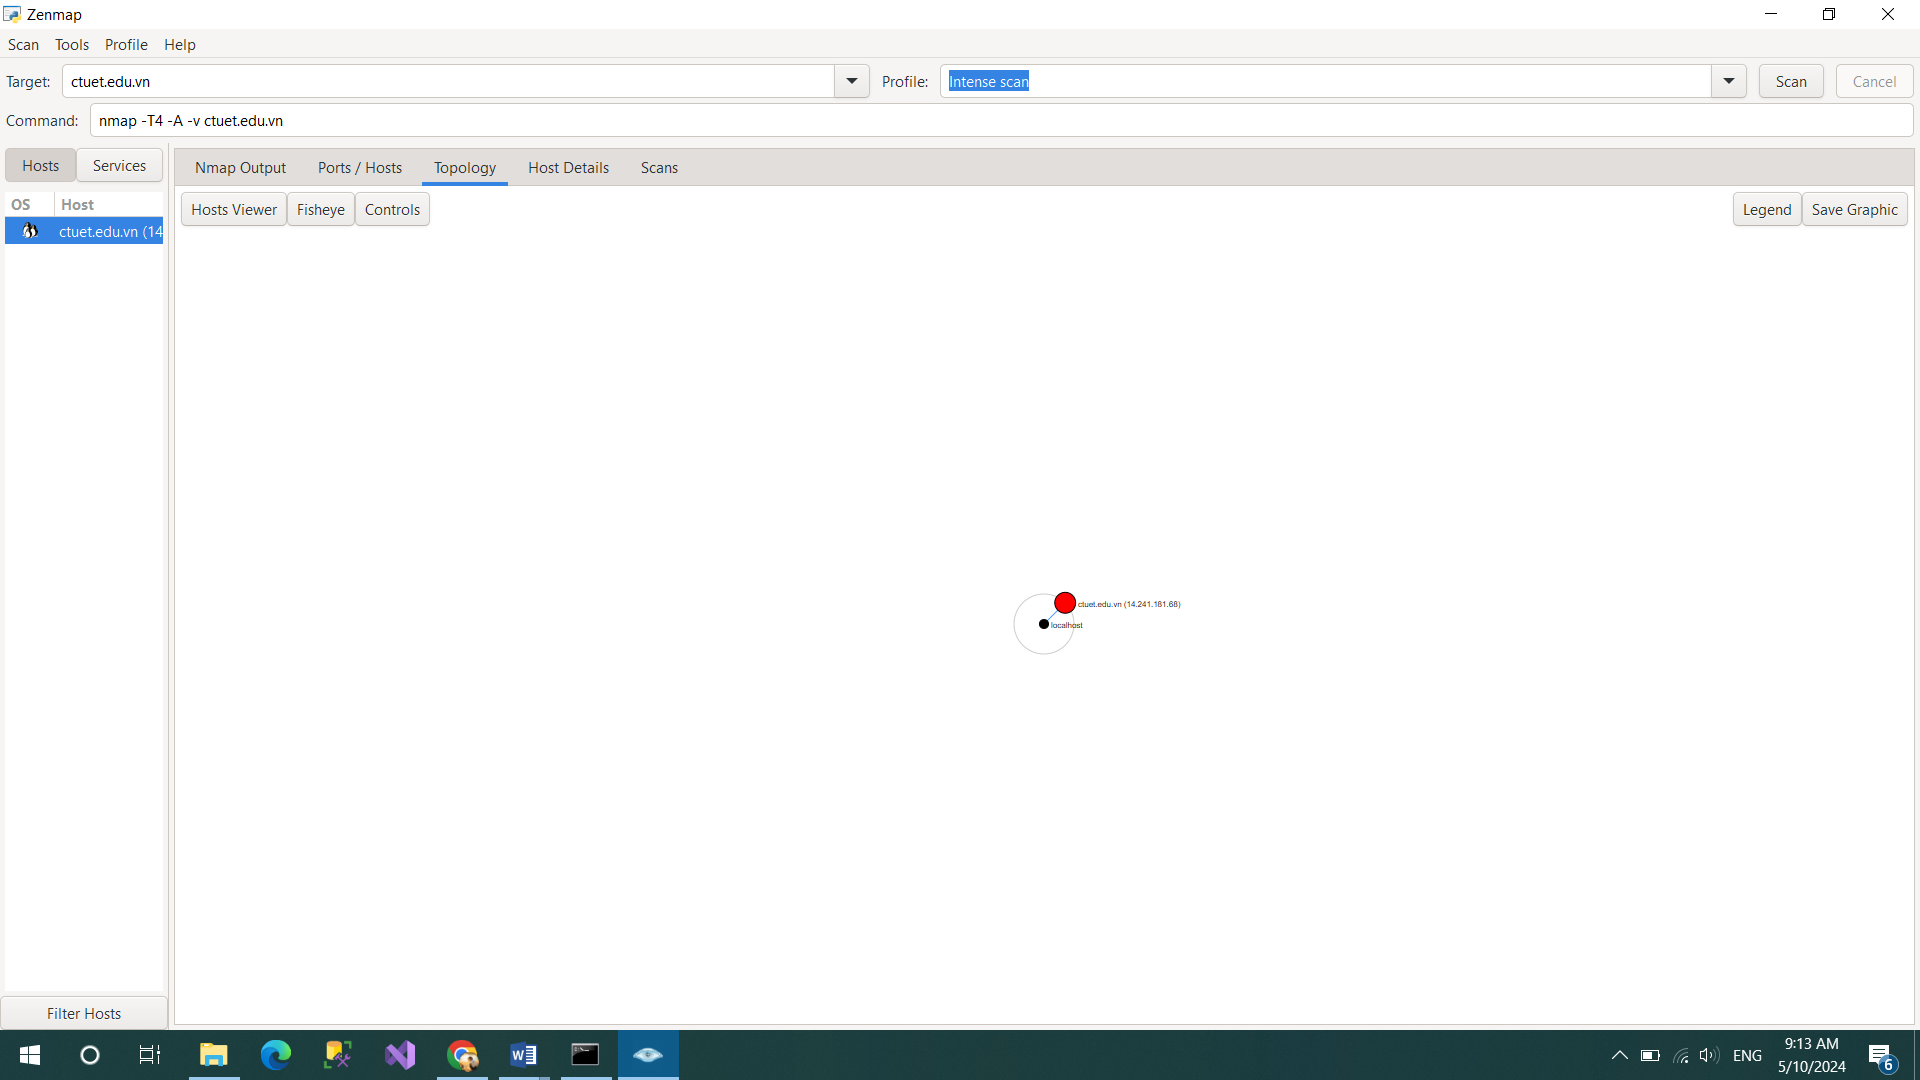 Zenmap
Scan Tools Profile Help
Target: ctuet.edu.vn Profile: Intense scan Scan Cancel
Command: nmap -T4 -A -v ctuet.edu.vn
Hosts Services Nmap Output Ports / Hosts Topology Host Details Scans
OS Host Hosts Viewer Fisheye Controls Legend Save Graphic
ctuet.edu.vn (14
ctuet.edu.vn (14.241.181.68)
localhost
Filter Hosts
ENG 9:13 AM
5/10/2024 6